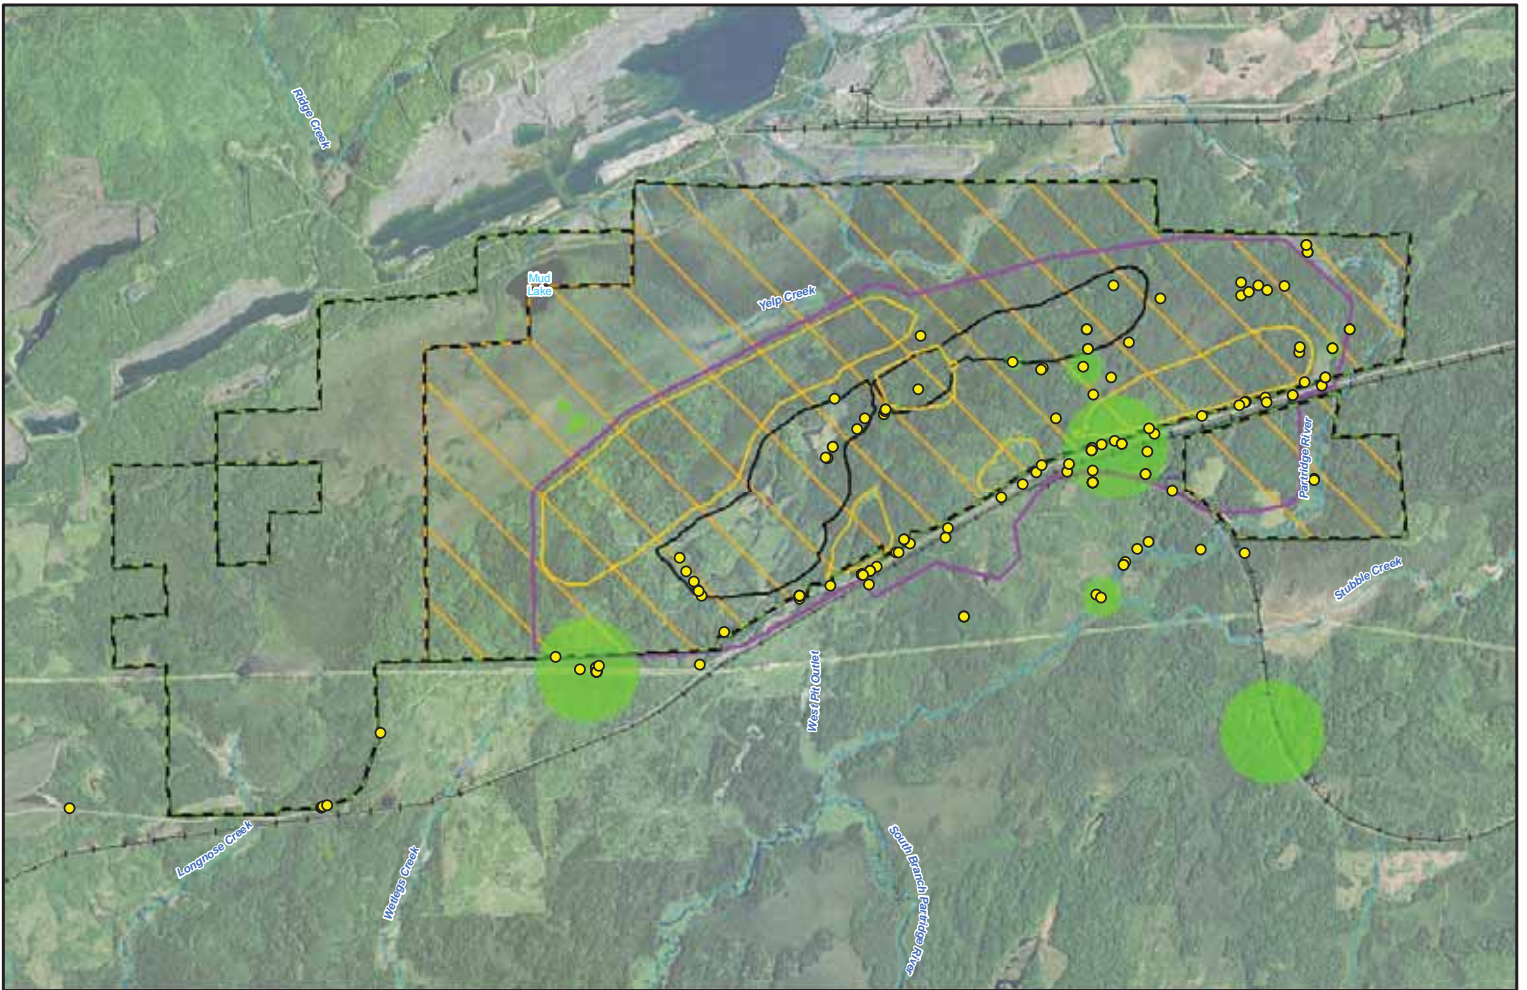 Ridge Creek
Mud
Lake
Yelp Creek
Partridge River
Stubble Creek
West Pit Outlet
Longnose Creek
Wetlegs Creek
South Branch Partridge River